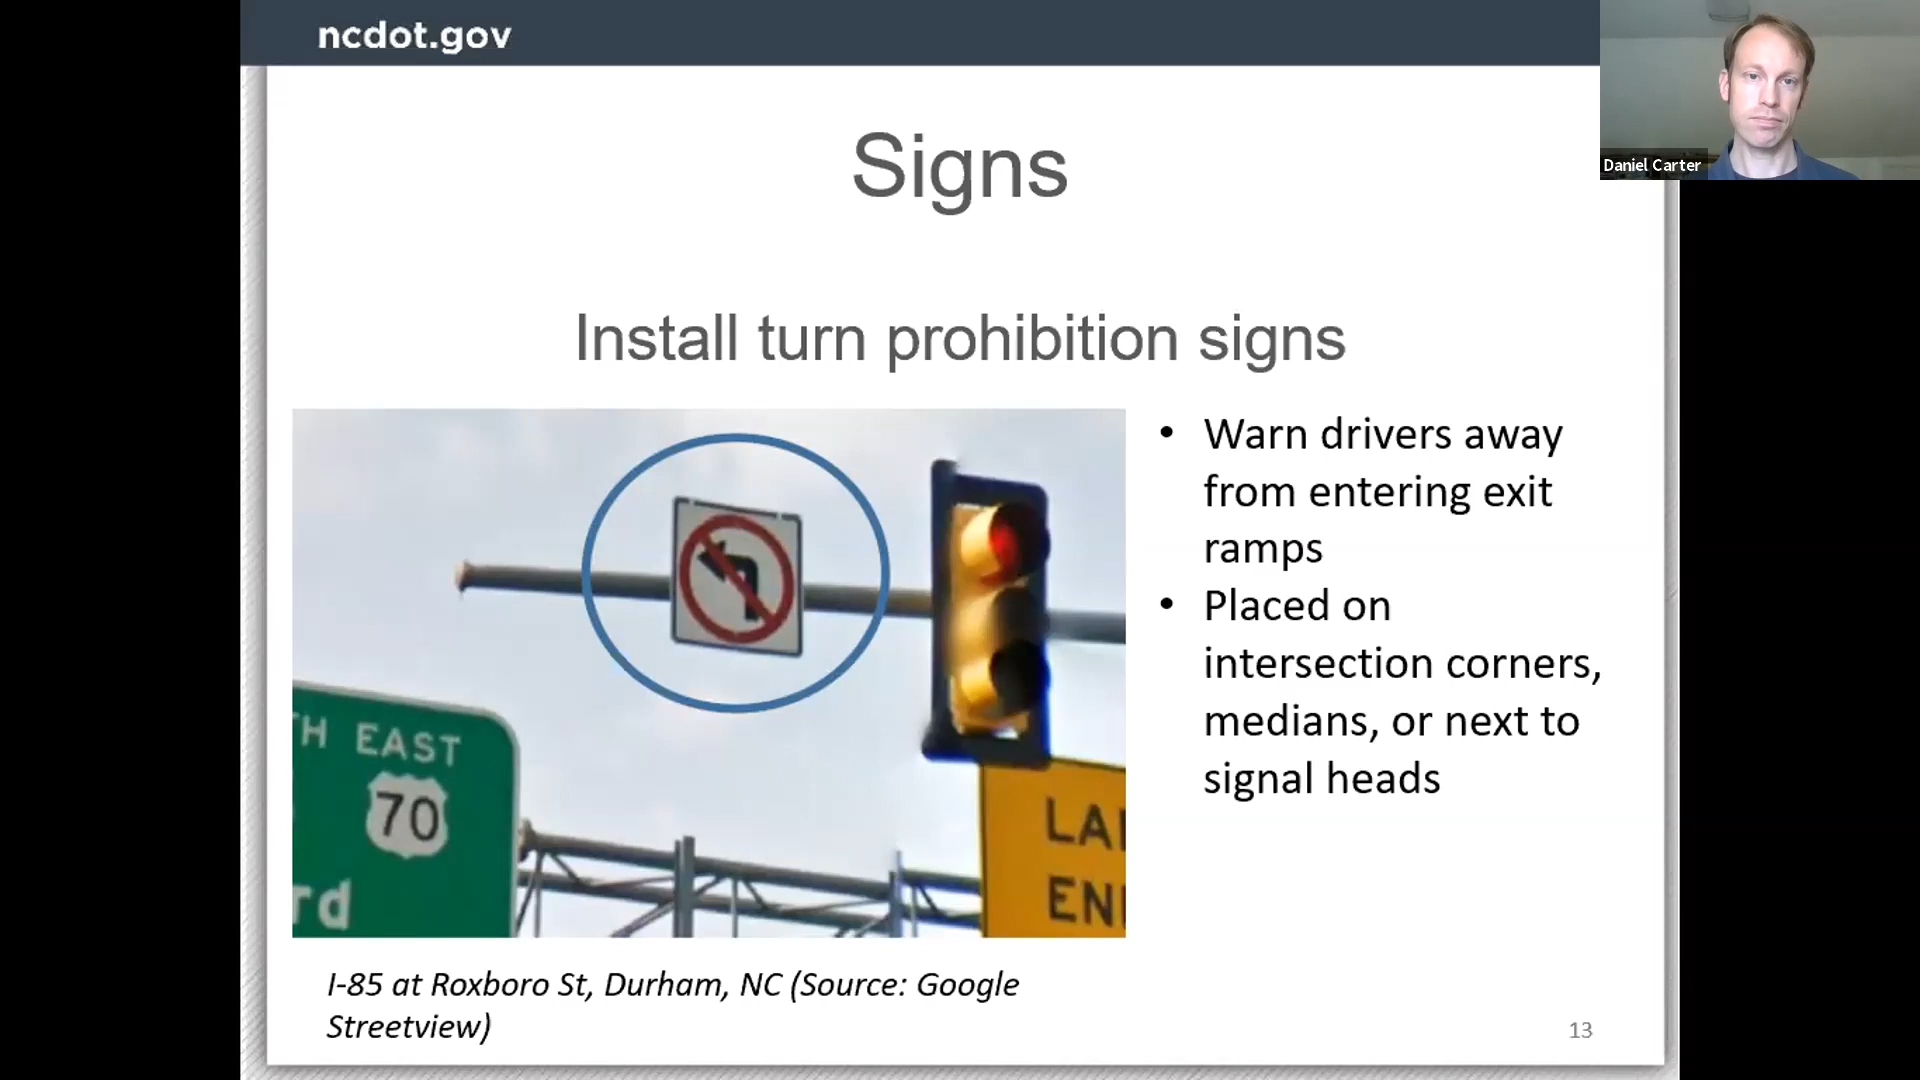 ncdot.gov
Daniel Carter
Signs
Install turn prohibition signs
TH EAST
70
rd
LA
EN
• Warn drivers away
from entering exit
ramps
• Placed on
intersection corners,
medians, or next to
signal heads
I-85 at Roxboro St, Durham, NC (Source: Google
Streetview)
13